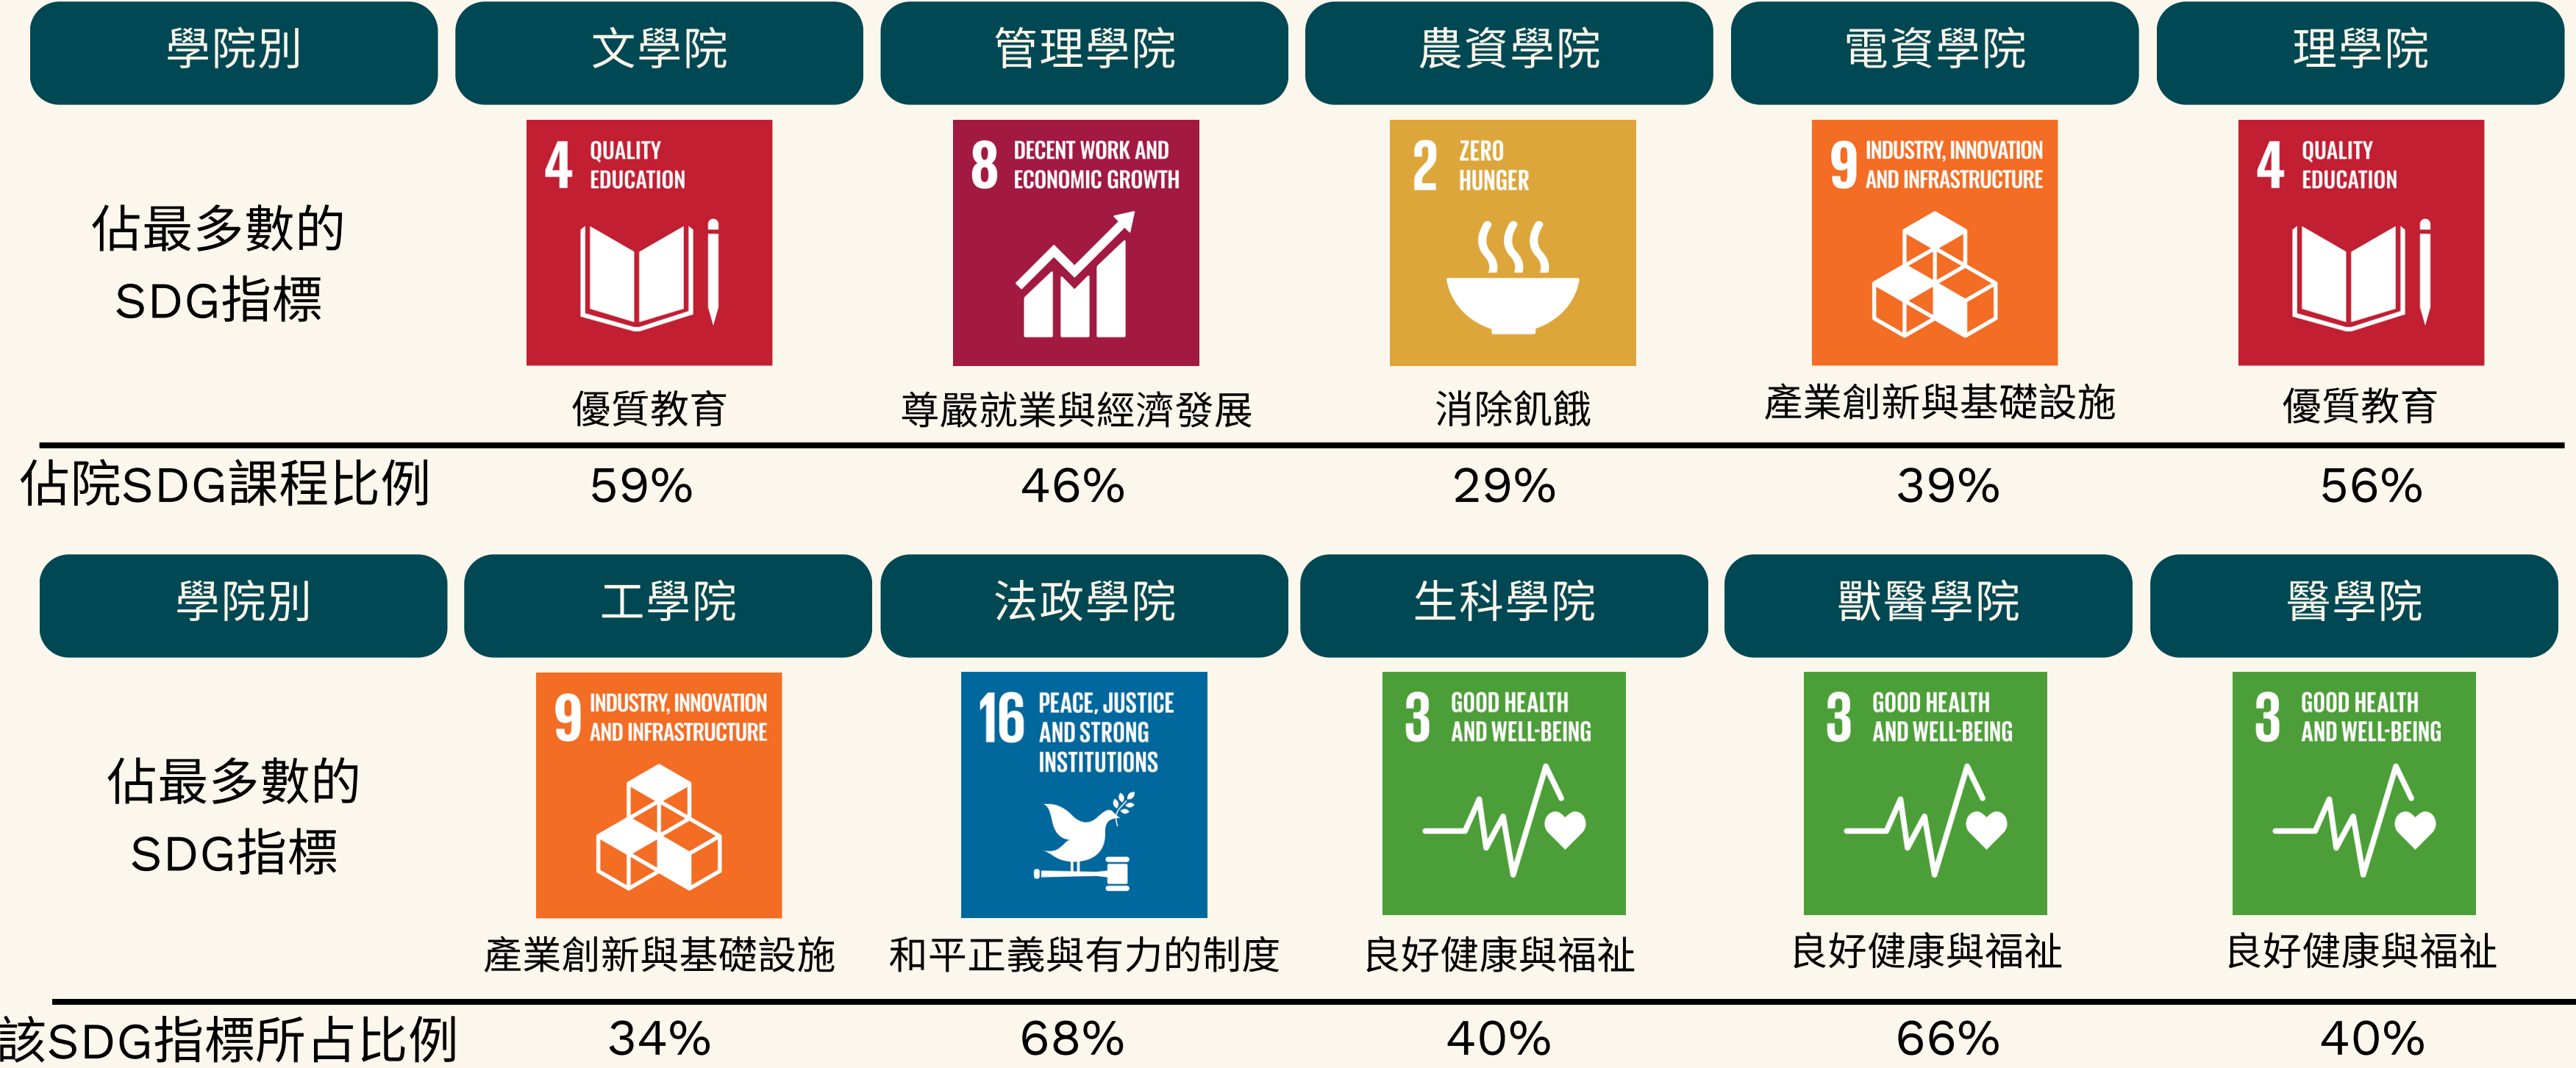 學院別 文學院 管理學院 農資學院 電資學院 理學院
佔最多數的
SDG指標
4 QUALITY
EDUCATION
8 DECENT WORK AND
ECONOMIC GROWTH
2 ZERO
HUNGER
9 INDUSTRY, INNOVATION
AND INFRASTRUCTURE
4 QUALITY
EDUCATION
優質教育 尊嚴就業與經濟發展 消除飢餓 產業創新與基礎設施 優質教育
佔院SDG課程比例 59% 46% 29% 39% 56%
學院別 工學院 法政學院 生科學院 獸醫學院 醫學院
佔最多數的
SDG指標
9 INDUSTRY, INNOVATION
AND INFRASTRUCTURE
16 PEACE, JUSTICE
AND STRONG
INSTITUTIONS
3 GOOD HEALTH
AND WELL-BEING
3 GOOD HEALTH
AND WELL-BEING
3 GOOD HEALTH
AND WELL-BEING
產業創新與基礎設施 和平正義與有力的制度 良好健康與福祉 良好健康與福祉 良好健康與福祉
該SDG指標所占比例 34% 68% 40% 66% 40%